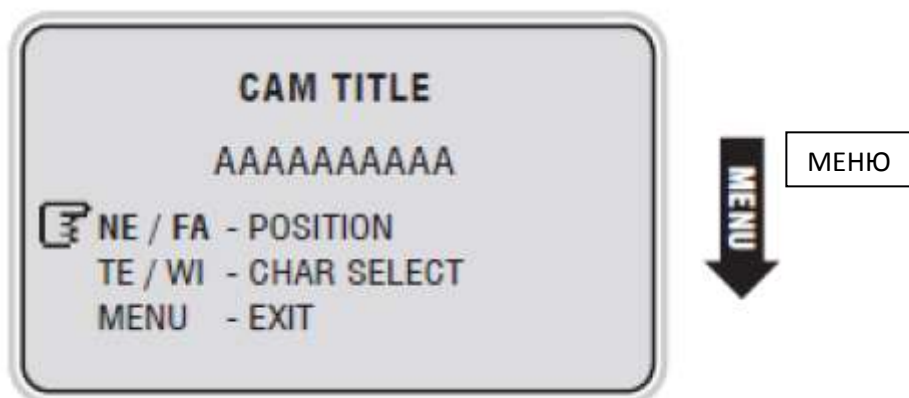 CAM TITLE
AAAAAAAAAA
NE / FA - POSITION
TE / WI - CHAR SELECT
MENU - EXIT
MENU
МЕНЮ